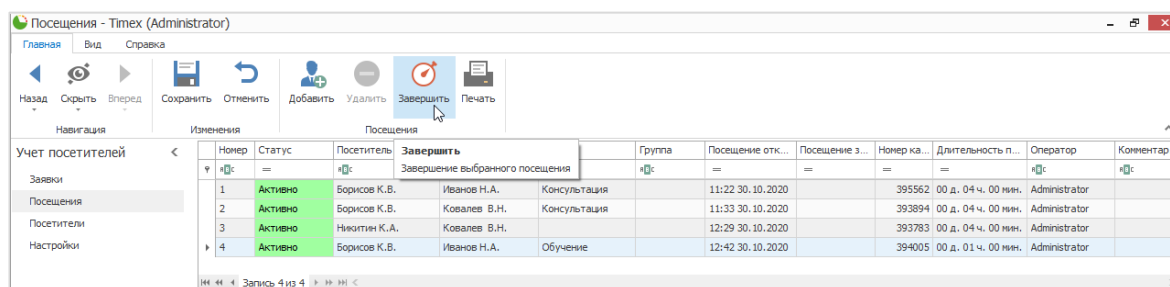 Посещения - Timex (Administrator)
Главная Вид Справка
Назад Скрыть Вперед Сохранить Отменить Добавить Удалить Завершить Печать
Навигация Изменения Посещения
Учет посетителей
Заявки
Посещения
Посетители
Настройки
Завершить
Завершение выбранного посещения
Номер Статус Посетитель Группа Посещение отк... Посещение з... Номер ка... Длительность п... Оператор Комментар
= = = = =
1 Активно Борисов К.В. Иванов Н.А. Консультация 11:22 30.10.2020 395562 00 д. 04 ч. 00 мин. Administrator
2 Активно Борисов К.В. Ковалев В.Н. Консультация 11:33 30.10.2020 393894 00 д. 04 ч. 00 мин. Administrator
3 Активно Никитин К.А. Ковалев В.Н. 12:29 30.10.2020 393783 00 д. 04 ч. 00 мин. Administrator
4 Активно Борисов К.В. Иванов Н.А. Обучение 12:42 30.10.2020 394005 00 д. 01 ч. 00 мин. Administrator
Запись 4 из 4